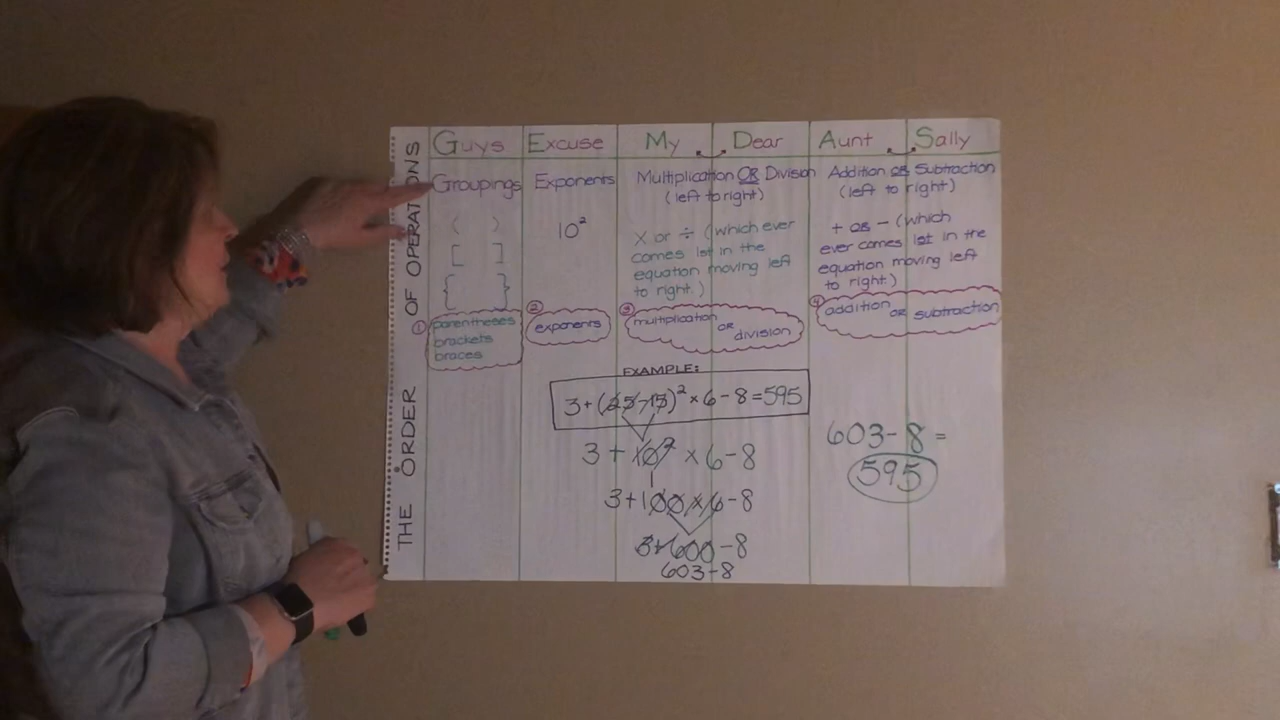 THE ORDER OF OPERATIONS
Guys Excuse My Dear Aunt Sally
Groupings
( )
[ ]
{ }
① parentheses
brackets
braces
Exponents
10²
② exponents
Multiplication OR Division
(left to right)
X or ÷ (which ever
comes 1st in the
equation moving left
to right.)
③ multiplication
OR
division
Addition OR Subtraction
(left to right)
+ OR - (which
ever comes 1st in the
equation moving left
to right.)
④ addition OR subtraction
EXAMPLE:
3+(25-15)²×6-8=595
3+10²×6-8
3+100×6-8
3+600-8
603-8
603-8=
595